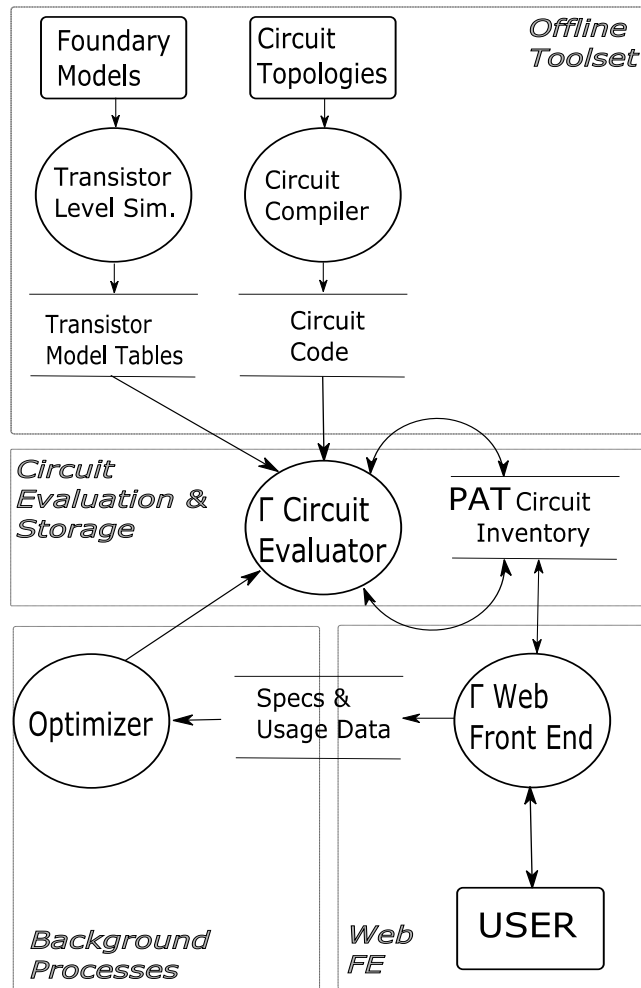 Foundary
Models
Circuit
Topologies
Offline
Toolset
Transistor
Level Sim.
Circuit
Compiler
Transistor
Model Tables
Circuit
Code
Circuit
Evaluation &
Storage
Γ Circuit
Evaluator
PAT Circuit
Inventory
Optimizer
Specs &
Usage Data
Γ Web
Front End
Background
Processes
Web
FE
USER